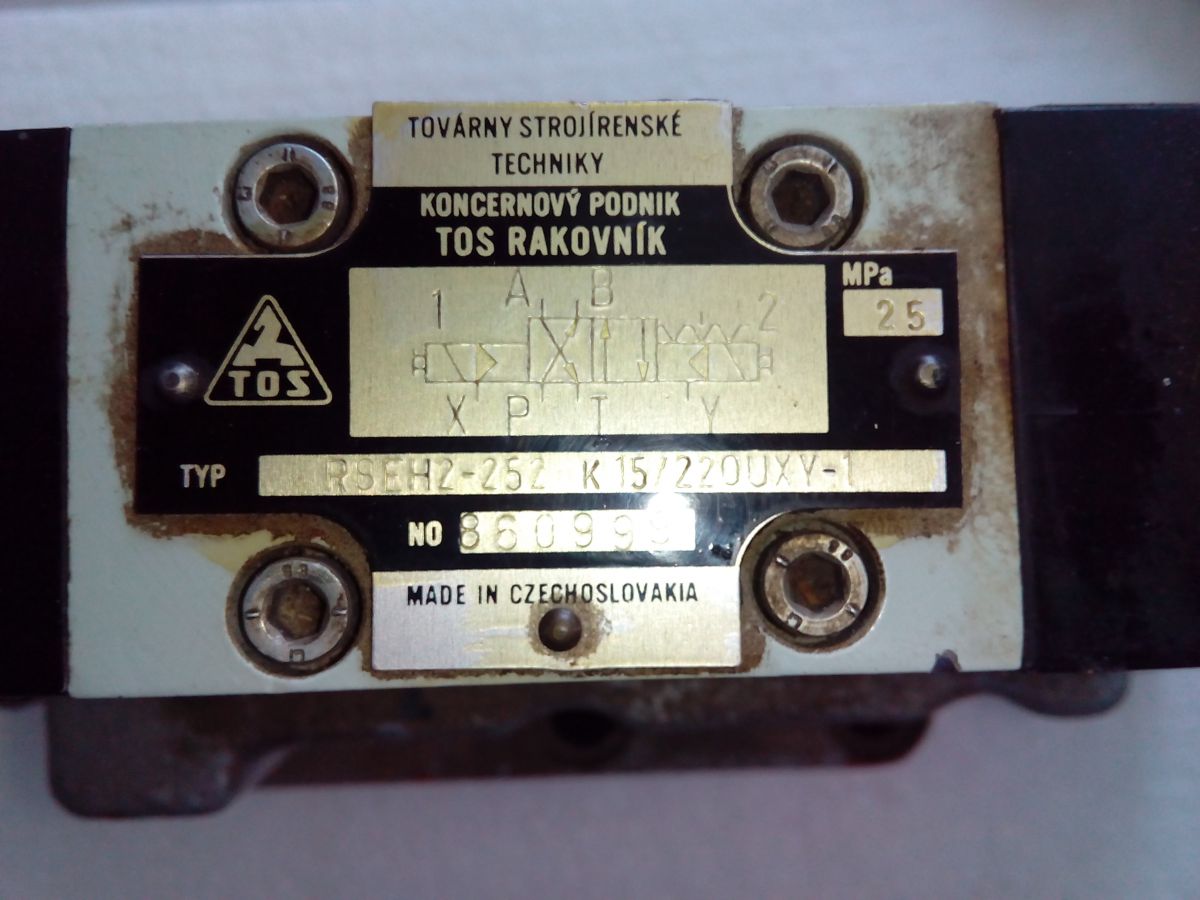 TOVÁRNY STROJÍRENSKÉ
TECHNIKY
KONCERNOVÝ PODNIK
TOS RAKOVNÍK
MPa
25
1 A B 2
TOS
X P T Y
TYP RSEH2-252 K15/220UXY-1
NO 860999
MADE IN CZECHOSLOVAKIA